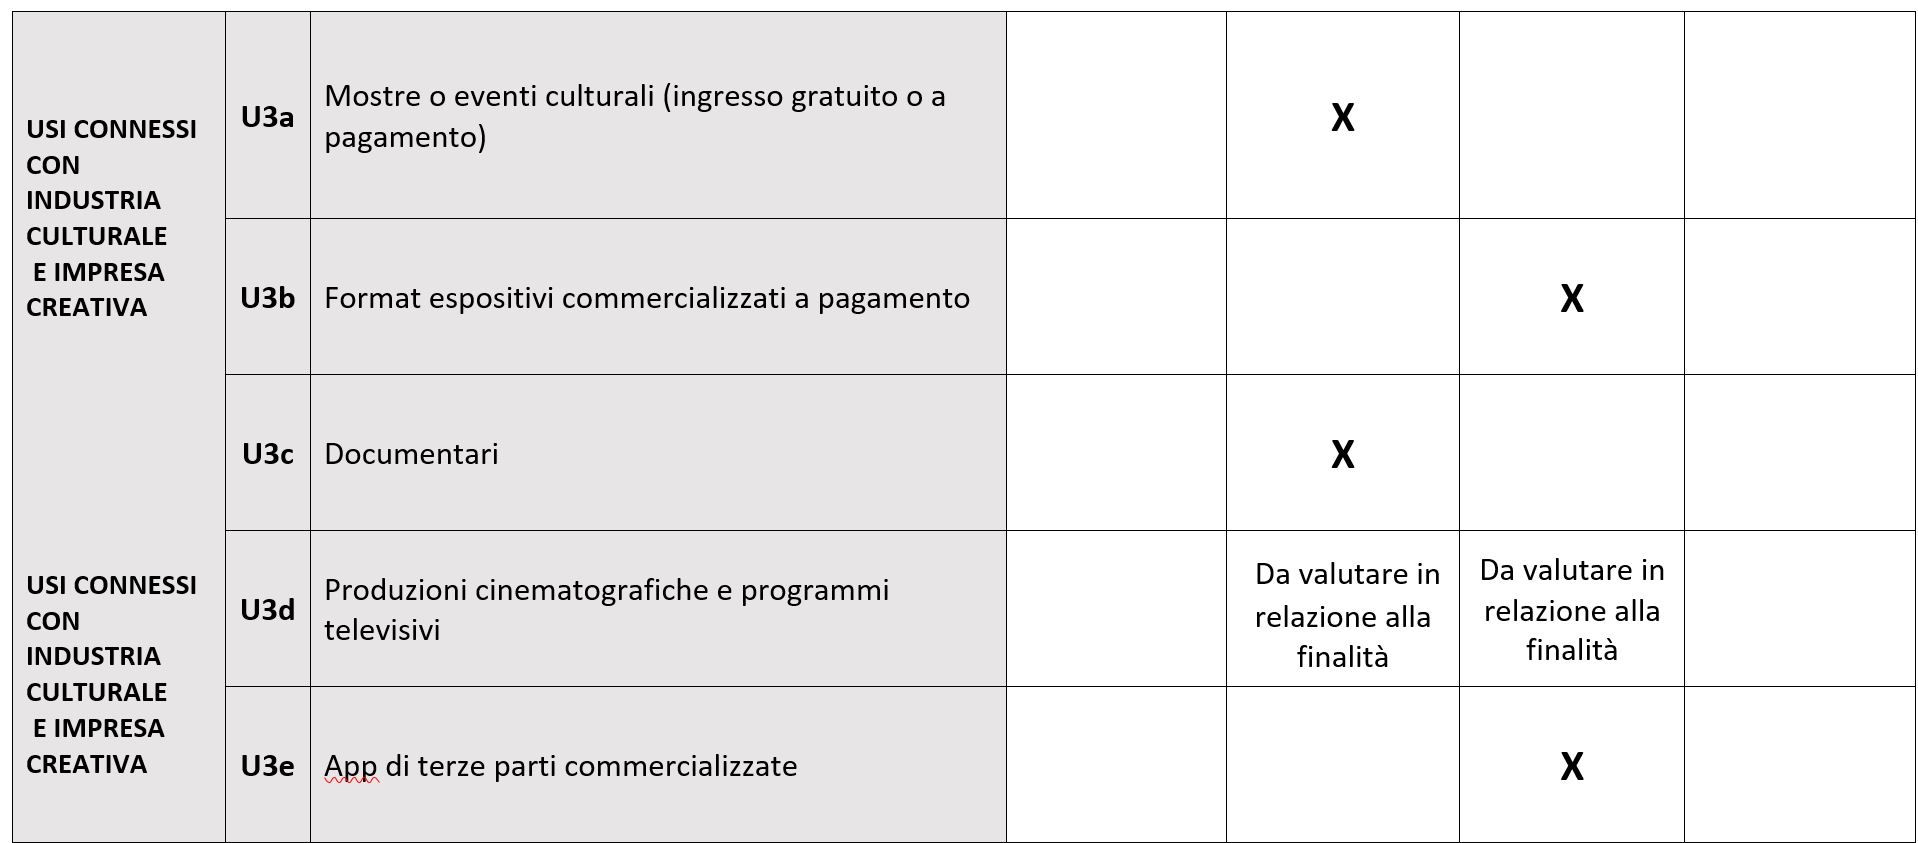 USI CONNESSI
CON
INDUSTRIA
CULTURALE
E IMPRESA
CREATIVA
U3a
Mostre o eventi culturali (ingresso gratuito o a
pagamento)
X
U3b
Format espositivi commercializzati a pagamento
X
U3c
Documentari
X
USI CONNESSI
CON
INDUSTRIA
CULTURALE
E IMPRESA
CREATIVA
U3d
Produzioni cinematografiche e programmi
televisivi
Da valutare in
relazione alla
finalità
Da valutare in
relazione alla
finalità
U3e
App di terze parti commercializzate
X